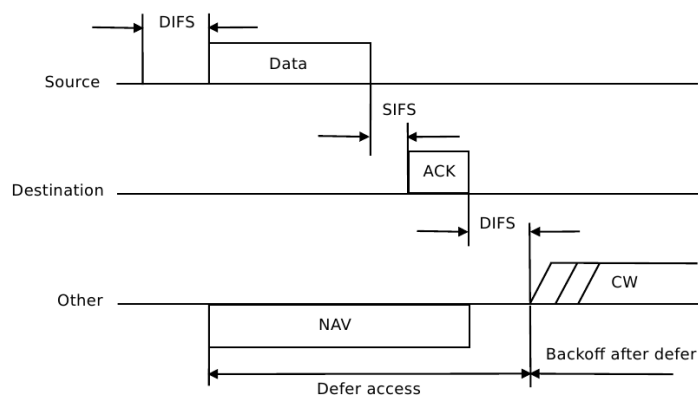 DIFS
Data
Source
SIFS
ACK
Destination
DIFS
CW
Other
NAV
Backoff after defer
Defer access